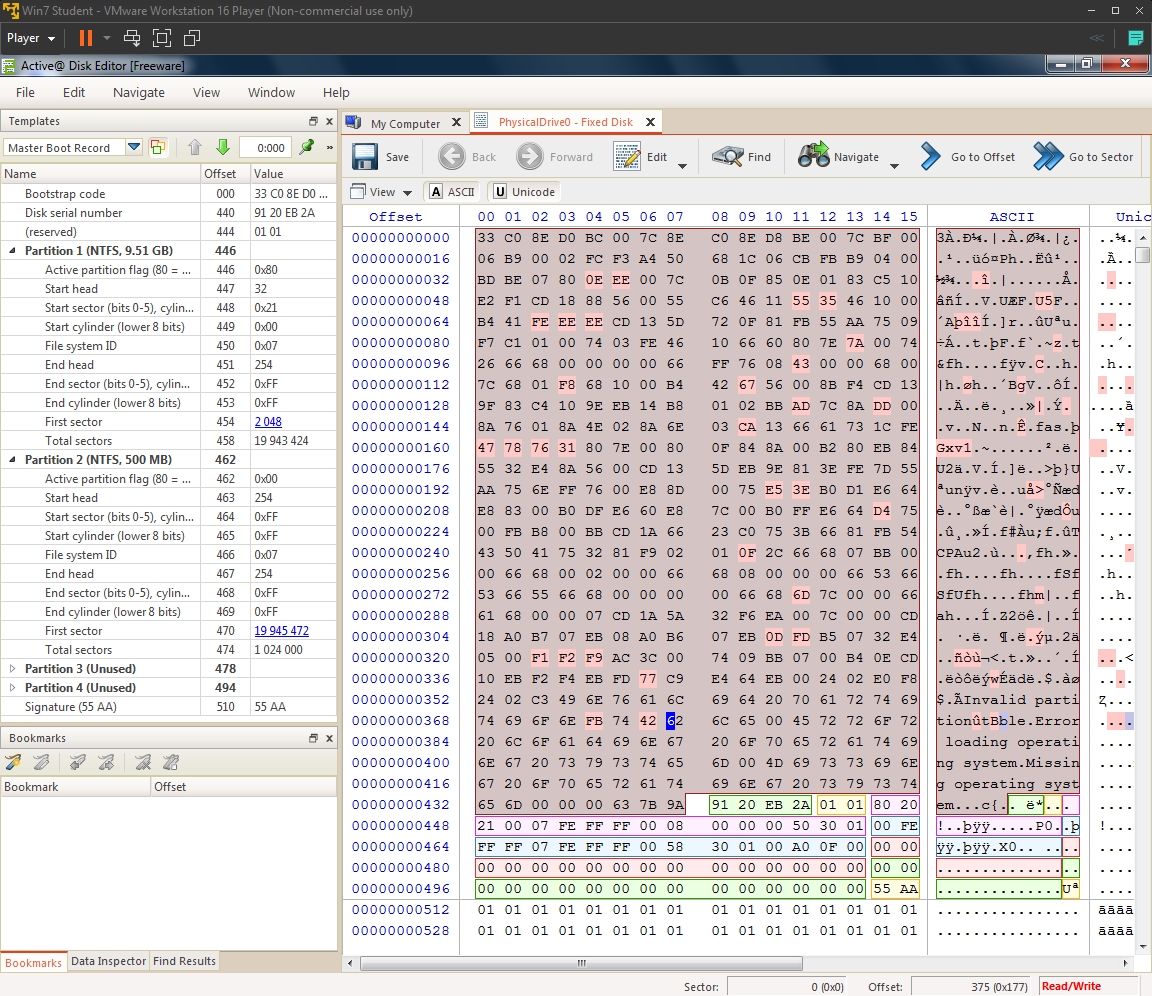 Win7 Student - VMware Workstation 16 Player (Non-commercial use only)
Player
Active@ Disk Editor [Freeware]
File Edit Navigate View Window Help
Templates
Master Boot Record 0:000 »
Name Offset Value
Bootstrap code 000 33 C0 8E D0 ...
Disk serial number 440 91 20 EB 2A
(reserved) 444 01 01
Partition 1 (NTFS, 9.51 GB) 446
Active partition flag (80 = ... 446 0x80
Start head 447 32
Start sector (bits 0-5), cylin... 448 0x21
Start cylinder (lower 8 bits) 449 0x00
File system ID 450 0x07
End head 451 254
End sector (bits 0-5), cylin... 452 0xFF
End cylinder (lower 8 bits) 453 0xFF
First sector 454 2 048
Total sectors 458 19 943 424
Partition 2 (NTFS, 500 MB) 462
Active partition flag (80 = ... 462 0x00
Start head 463 254
Start sector (bits 0-5), cylin... 464 0xFF
Start cylinder (lower 8 bits) 465 0xFF
File system ID 466 0x07
End head 467 254
End sector (bits 0-5), cylin... 468 0xFF
End cylinder (lower 8 bits) 469 0xFF
First sector 470 19 945 472
Total sectors 474 1 024 000
Partition 3 (Unused) 478
Partition 4 (Unused) 494
Signature (55 AA) 510 55 AA
Bookmarks
Bookmark Offset
Bookmarks Data Inspector Find Results
My Computer PhysicalDrive0 - Fixed Disk
Save Back Forward Edit Find Navigate Go to Offset Go to Sector
View A ASCII U Unicode
Offset 00 01 02 03 04 05 06 07 08 09 10 11 12 13 14 15 ASCII Unic
00000000000 33 C0 8E D0 BC 00 7C 8E C0 8E D8 BE 00 7C BF 00 3À.Ð¼.|.À.Ø¾.|¿.
00000000016 06 B9 00 02 FC F3 A4 50 68 1C 06 CB FB B9 04 00 .¹..üó¤Ph..Ëû¹..
00000000032 BD BE 07 80 0E EE 00 7C 0B 0F 85 0E 01 83 C5 10 ½¾...î.|......Å.
00000000048 E2 F1 CD 18 88 56 00 55 C6 46 11 55 35 46 10 00 âñÍ..V.UÆF.U5F..
00000000064 B4 41 FE EE EE CD 13 5D 72 0F 81 FB 55 AA 75 09 ´AþîîÍ.]r..ûUªu.
00000000080 F7 C1 01 00 74 03 FE 46 10 66 60 80 7E 7A 00 74 ÷Á..t.þF.f`.~z.t
00000000096 26 66 68 00 00 00 00 66 FF 76 08 43 00 00 68 00 &fh....fÿv.C..h.
00000000112 7C 68 01 F8 68 10 00 B4 42 67 56 00 8B F4 CD 13 |h.øh..´BgV..ôÍ.
00000000128 9F 83 C4 10 9E EB 14 B8 01 02 BB AD 7C 8A DD 00
00000000144 8A 76 01 8A 4E 02 8A 6E 03 CA 13 66 61 73 1C FE .v..N..n.Ê.fas.þ
00000000160 47 78 76 31 80 7E 00 80 0F 84 8A 00 B2 80 EB 84 Gxv1.~......².ë.
00000000176 55 32 E4 8A 56 00 CD 13 5D EB 9E 81 3E FE 7D 55 U2ä.V.Í.]ë..>þ}U
00000000192 AA 75 6E FF 76 00 E8 8D 00 75 E5 3E B0 D1 E6 64 ªunÿv.è..uå>°Ñæd
00000000208 E8 83 00 B0 DF E6 60 E8 7C 00 B0 FF E6 64 D4 75 è..°ßæ`è|.°ÿædÔu
00000000224 00 FB B8 00 BB CD 1A 66 23 C0 75 3B 66 81 FB 54
00000000240 43 50 41 75 32 81 F9 02 01 0F 2C 66 68 07 BB 00 CPAu2.ù...,fh.».
00000000256 00 66 68 00 02 00 00 66 68 08 00 00 00 66 53 66 .fh....fh....fSf
00000000272 53 66 55 66 68 00 00 00 00 66 68 6D 7C 00 00 66 SfUfh....fhm|..f
00000000288 61 68 00 00 07 CD 1A 5A 32 F6 EA 00 7C 00 00 CD ah...Í.Z2öê.|..Í
00000000304 18 A0 B7 07 EB 08 A0 B6 07 EB 0D FD B5 07 32 E4
00000000320 05 00 F1 F2 F9 AC 3C 00 74 09 BB 07 00 B4 0E CD ..ñòù¬<.t.»..´.Í
00000000336 10 EB F2 F4 EB FD 77 C9 E4 64 EB 00 24 02 E0 F8 .ëòôëýwÉädë.$.àø
00000000352 24 02 C3 49 6E 76 61 6C 69 64 20 70 61 72 74 69 $.ÃInvalid parti
00000000368 74 69 6F 6E FB 74 42 62 6C 65 00 45 72 72 6F 72 tionûtBble.Error
00000000384 20 6C 6F 61 64 69 6E 67 20 6F 70 65 72 61 74 69 loading operati
00000000400 6E 67 20 73 79 73 74 65 6D 00 4D 69 73 73 69 6E ng system.Missin
00000000416 67 20 6F 70 65 72 61 74 69 6E 67 20 73 79 73 74 g operating syst
00000000432 65 6D 00 00 00 63 7B 9A 91 20 EB 2A 01 01 80 20 em...c{.. ë*...
00000000448 21 00 07 FE FF FF 00 08 00 00 00 50 30 01 00 FE !..þÿÿ.....P0..þ
00000000464 FF FF 07 FE FF FF 00 58 30 01 00 A0 0F 00 00 00 ÿÿ.þÿÿ.X0.. ....
00000000480 00 00 00 00 00 00 00 00 00 00 00 00 00 00 00 00 ................
00000000496 00 00 00 00 00 00 00 00 00 00 00 00 00 00 55 AA ..............Uª
00000000512 01 01 01 01 01 01 01 01 01 01 01 01 01 01 01 01 ................ āāāā
00000000528 01 01 01 01 01 01 01 01 01 01 01 01 01 01 01 01 ................ āāāā
Sector: 0 (0x0) Offset: 375 (0x177) Read/Write